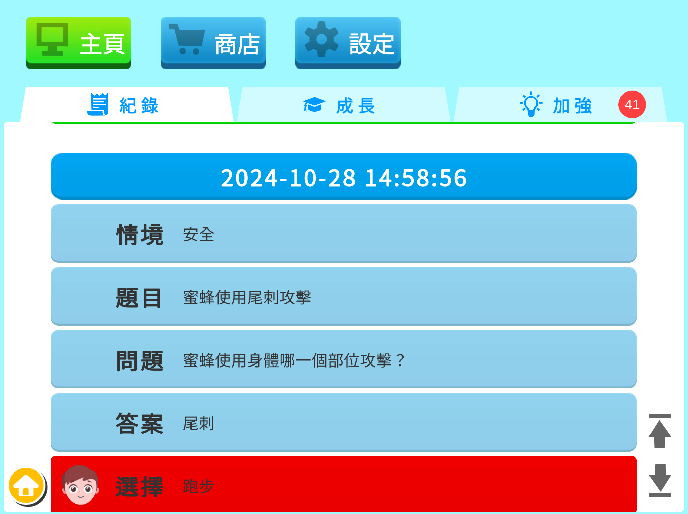 主頁
商店
設定
紀錄
成長
加強
41
2024-10-28 14:58:56
情境 安全
題目 蜜蜂使用尾刺攻擊
問題 蜜蜂使用身體哪一個部位攻擊？
答案 尾刺
選擇 跑步